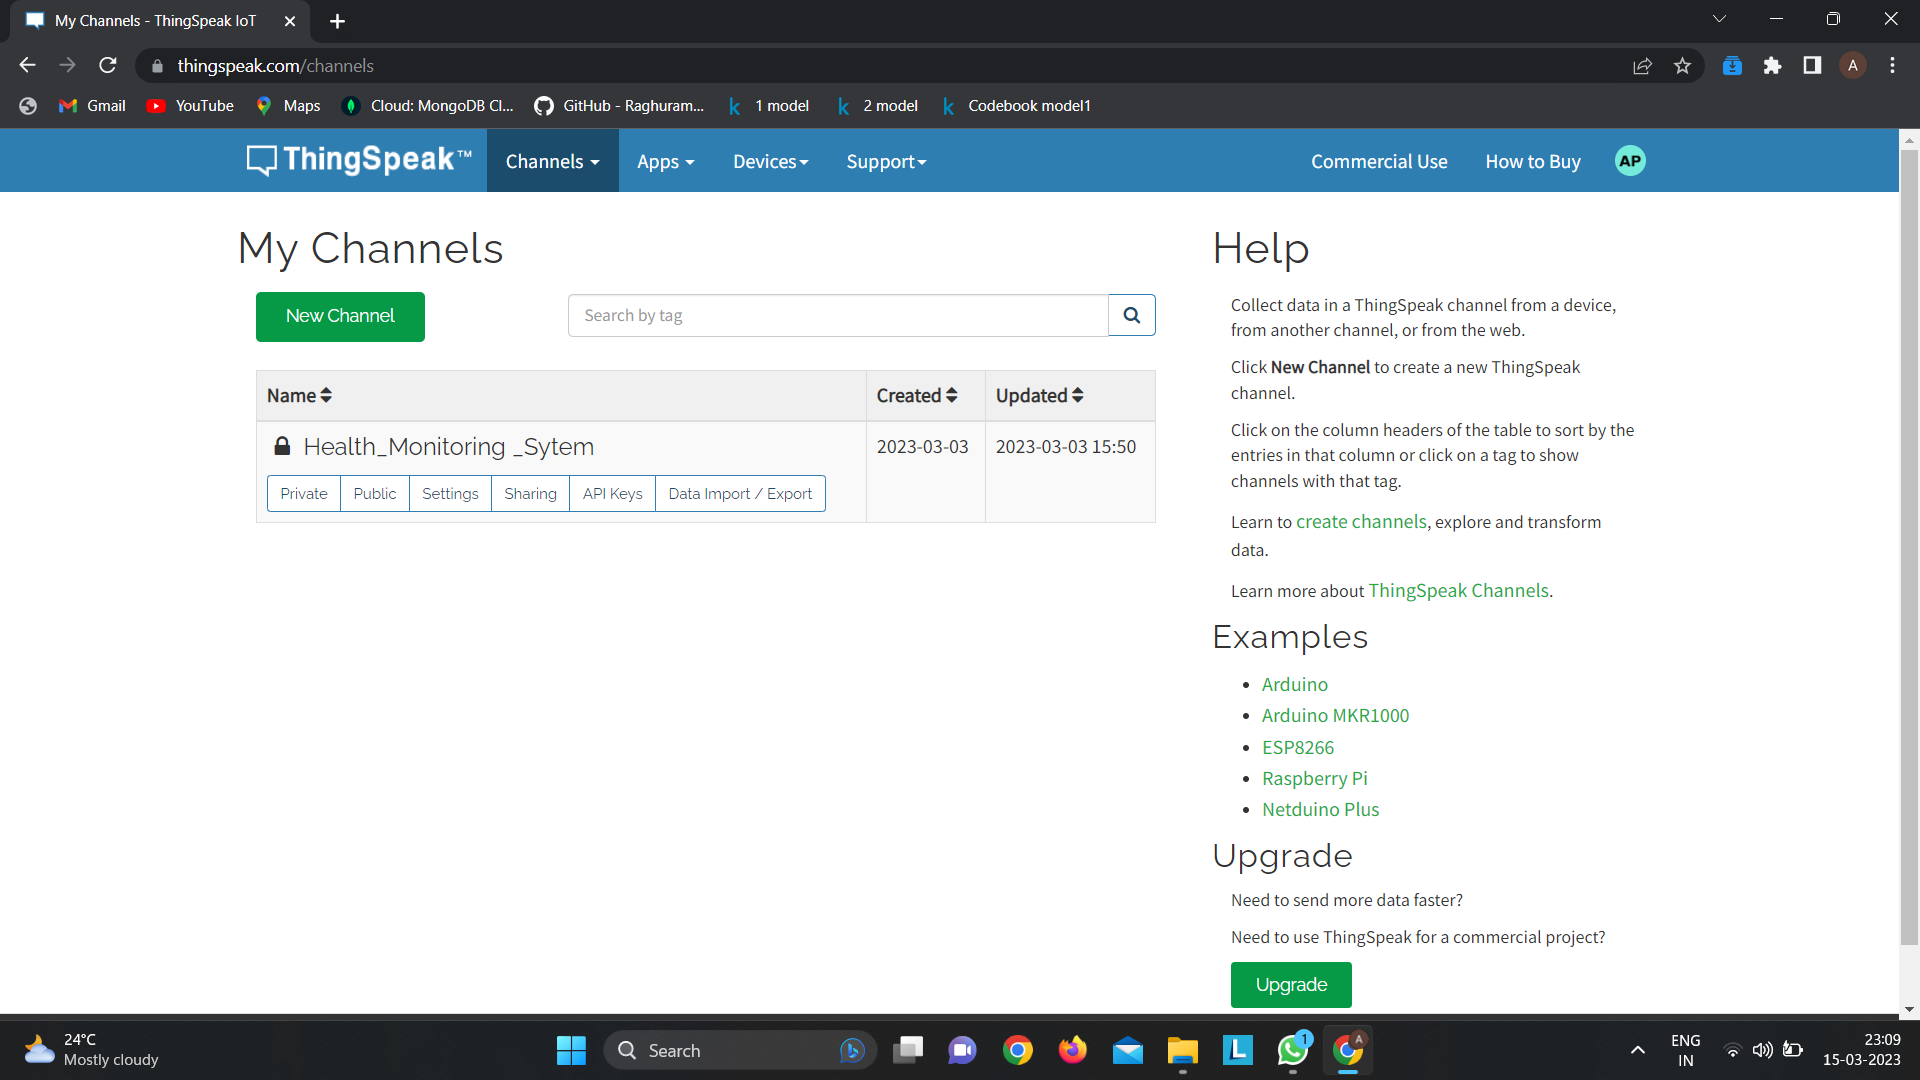 My Channels - ThingSpeak IoT
thingspeak.com/channels
A
Gmail
YouTube
Maps
Cloud: MongoDB Cl...
GitHub - Raghuram...
1 model
2 model
Codebook model1
ThingSpeak™
Channels
Apps
Devices
Support
Commercial Use
How to Buy
AP
My Channels
New Channel
Search by tag
Name
Created
Updated
Health_Monitoring _Sytem
2023-03-03
2023-03-03 15:50
Private
Public
Settings
Sharing
API Keys
Data Import / Export
Help
Collect data in a ThingSpeak channel from a device,
from another channel, or from the web.
Click New Channel to create a new ThingSpeak
channel.
Click on the column headers of the table to sort by the
entries in that column or click on a tag to show
channels with that tag.
Learn to create channels, explore and transform
data.
Learn more about ThingSpeak Channels.
Examples
Arduino
Arduino MKR1000
ESP8266
Raspberry Pi
Netduino Plus
Upgrade
Need to send more data faster?
Need to use ThingSpeak for a commercial project?
Upgrade
24°C
Mostly cloudy
Search
L
1
A
ENG
IN
23:09
15-03-2023